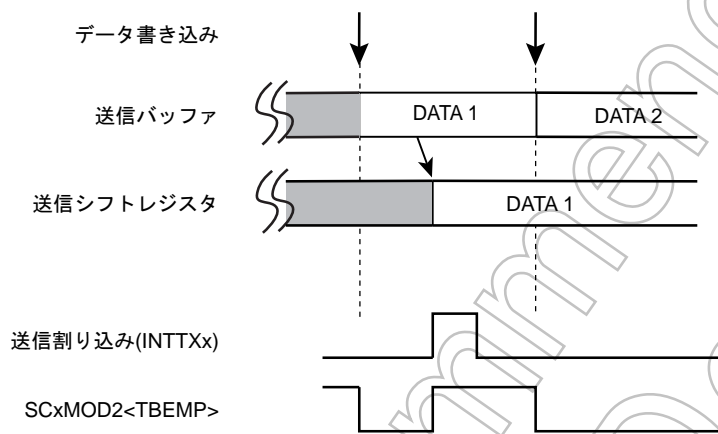 データ書き込み
送信バッファ
DATA 1
DATA 2
送信シフトレジスタ
DATA 1
送信割り込み(INTTXx)
SCxMOD2<TBEMP>